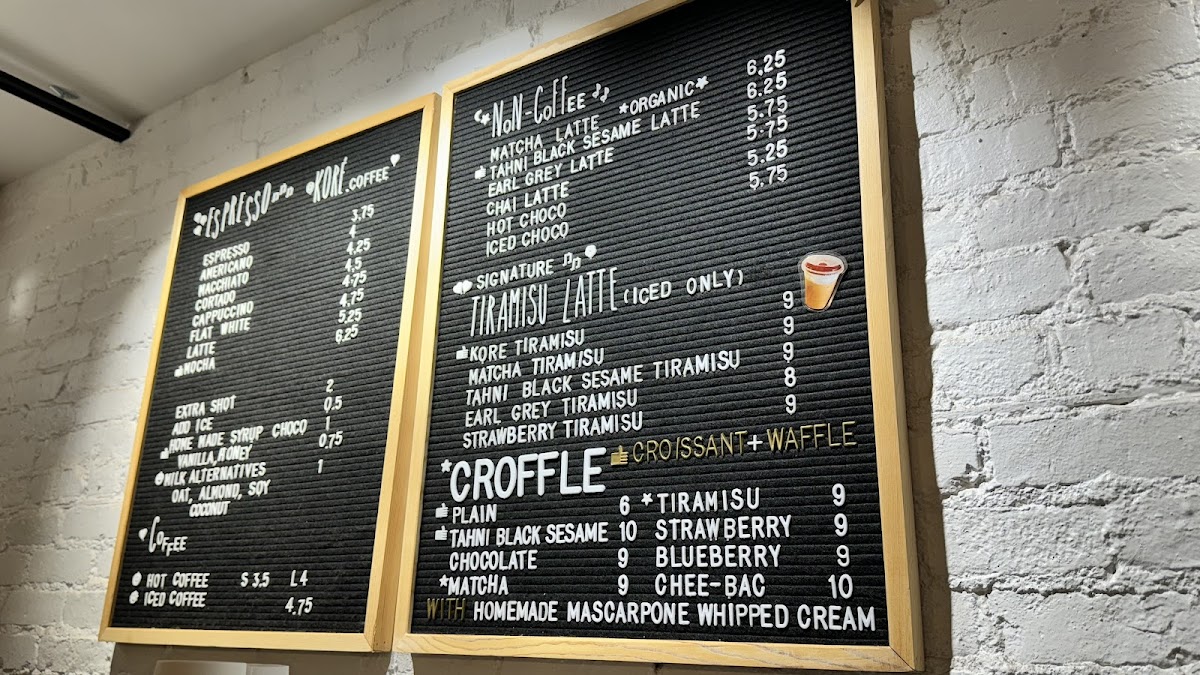 ESPRESSO KORÉ.COFFEE
ESPRESSO 3.75
AMERICANO 4
MACCHIATO 4.25
CORTADO 4.5
CAPPUCCINO 4.75
FLAT WHITE 4.75
LATTE 5.25
MOCHA 6.25
EXTRA SHOT 2
ADD ICE 0.5
HOME MADE SYRUP CHOCO 1
VANILLA, HONEY 0.75
MILK ALTERNATIVES
OAT, ALMOND, SOY 1
COCONUT
COFFEE
HOT COFFEE S 3.5 L 4
ICED COFFEE 4.75
NON-COFFEE
MATCHA LATTE *ORGANIC* 6.25
TAHNI BLACK SESAME LATTE 6.25
EARL GREY LATTE 5.75
CHAI LATTE 5.75
HOT CHOCO 5.25
ICED CHOCO 5.75
SIGNATURE
TIRAMISU LATTE (ICED ONLY)
KORE TIRAMISU 9
MATCHA TIRAMISU 9
TAHNI BLACK SESAME TIRAMISU 9
EARL GREY TIRAMISU 8
STRAWBERRY TIRAMISU 9
*CROFFLE CROISSANT+WAFFLE
PLAIN 6 *TIRAMISU 9
TAHNI BLACK SESAME 10 STRAWBERRY 9
CHOCOLATE 9 BLUEBERRY 9
*MATCHA 9 CHEE-BAC 10
WITH HOMEMADE MASCARPONE WHIPPED CREAM